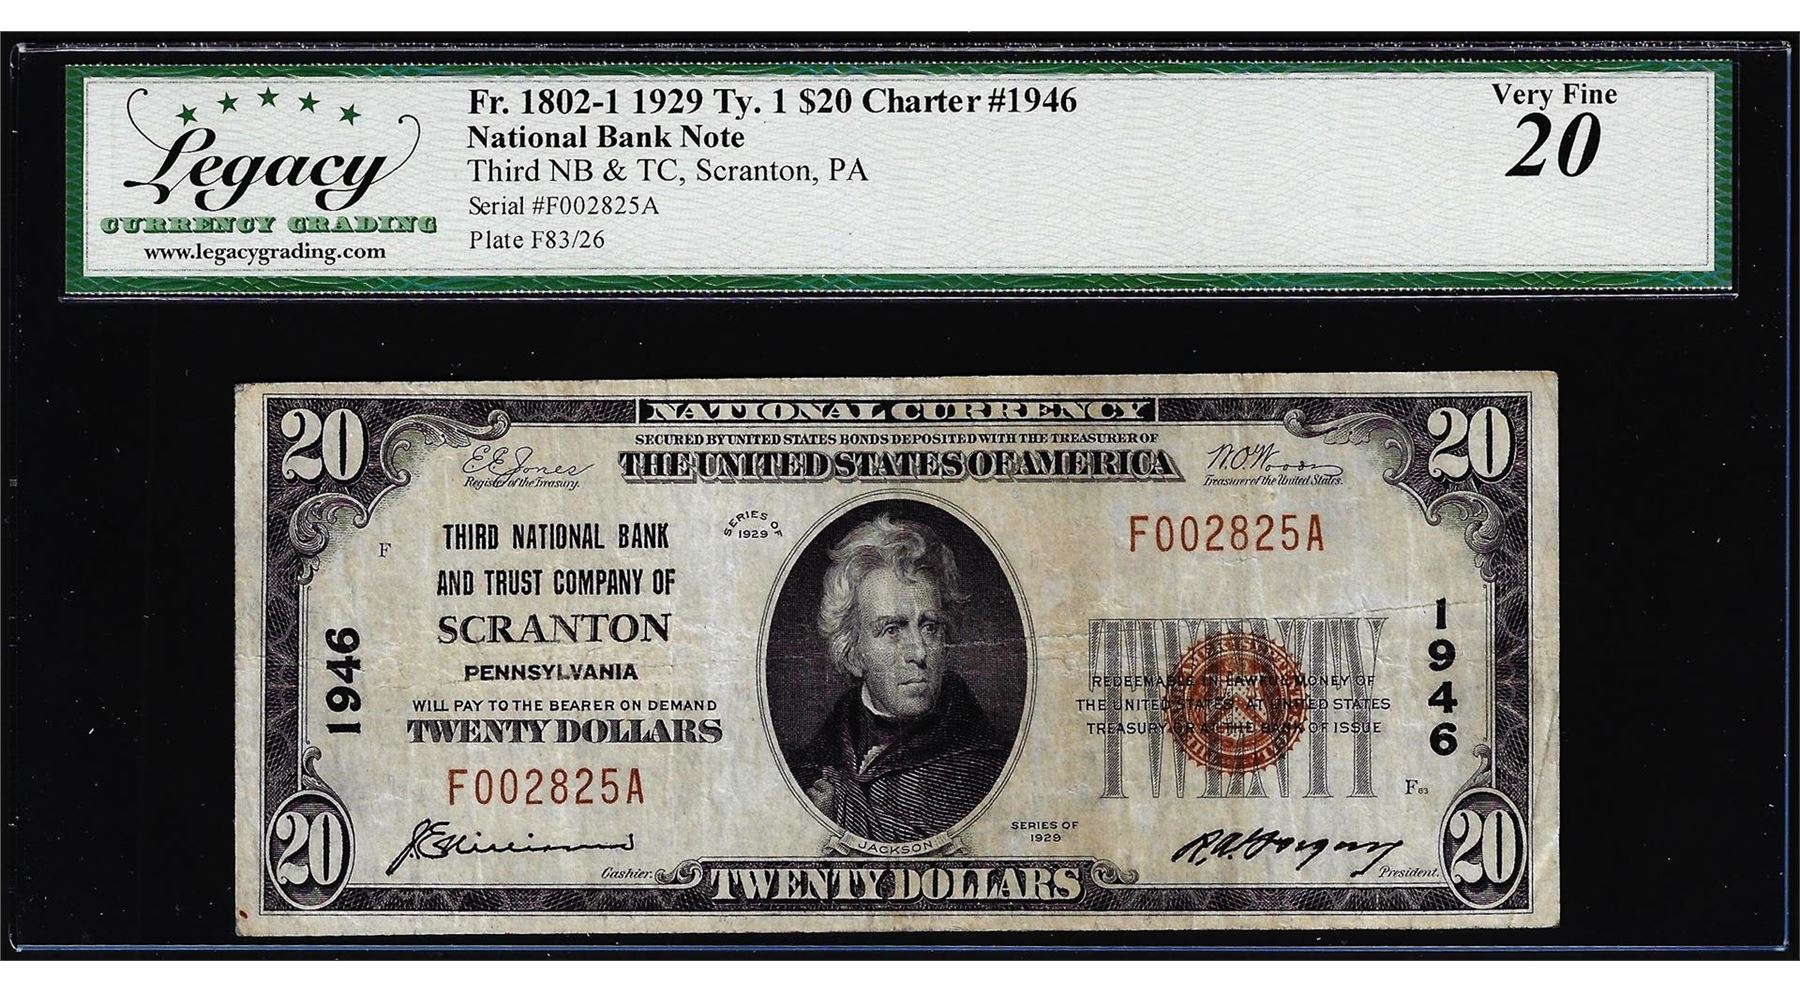 Legacy
CURRENCY GRADING
www.legacygrading.com
Fr. 1802-1 1929 Ty. 1 $20 Charter #1946
National Bank Note
Third NB & TC, Scranton, PA
Serial #F002825A
Plate F83/26
Very Fine
20
20
NATIONAL CURRENCY
20
SECURED BY UNITED STATES BONDS DEPOSITED WITH THE TREASURER OF
THE UNITED STATES OF AMERICA
E.E. Jones
Register of the Treasury.
W.O. Woods
Treasurer of the United States.
SERIES OF
1929
F
THIRD NATIONAL BANK
AND TRUST COMPANY OF
SCRANTON
PENNSYLVANIA
WILL PAY TO THE BEARER ON DEMAND
TWENTY DOLLARS
F002825A
1946
F002825A
1946
TWENTY
REDEEMABLE IN LAWFUL MONEY OF
THE UNITED STATES, AT UNITED STATES
TREASURY OR AT THE BANK OF ISSUE
F83
SERIES OF
1929
JACKSON
Cashier.
President.
20
TWENTY DOLLARS
20